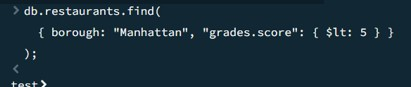 > db.restaurants.find(
{ borough: "Manhattan", "grades.score": { $lt: 5 } }
);
<
test>